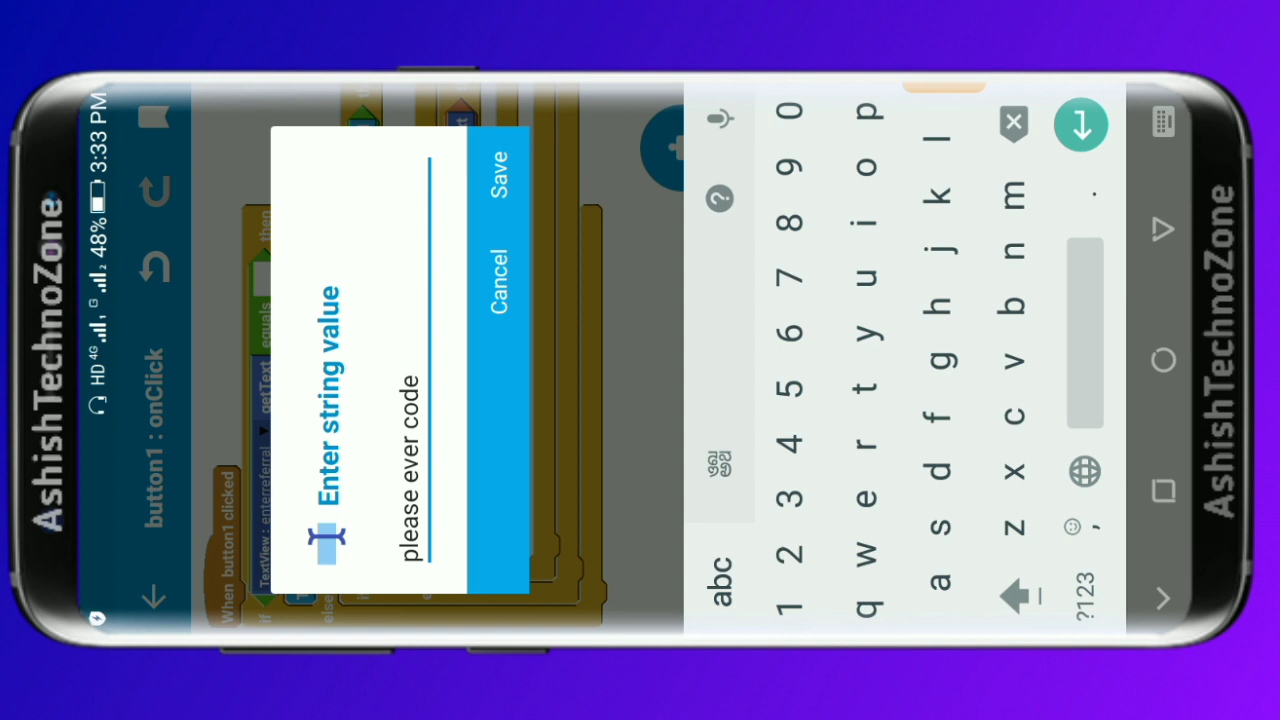 AshishTechnoZone
HD 4G G 2 48% 3:33 PM
button1 : onClick
When button1 clicked
if TextView : enterreferral getText equals then
else
Enter string value
please ever code
Cancel Save
abc
1 2 3 4 5 6 7 8 9 0
q w e r t y u i o p
a s d f g h j k l
z x c v b n m
?123 , .
AshishTechnoZone